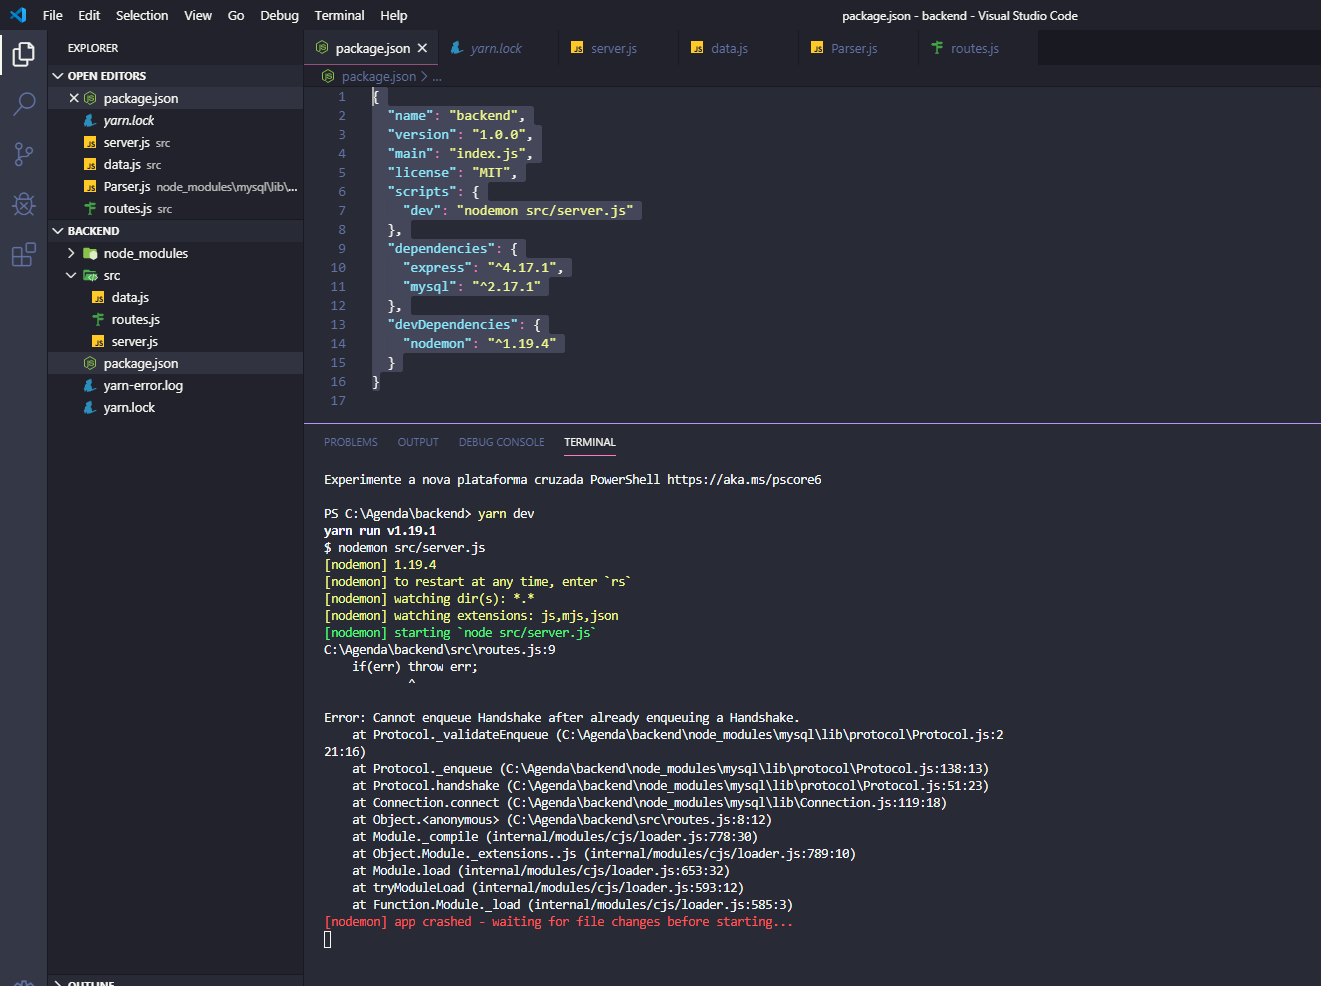 File Edit Selection View Go Debug Terminal Help package.json - backend - Visual Studio Code
EXPLORER
OPEN EDITORS
package.json
yarn.lock
server.js src
data.js src
Parser.js node_modules\mysql\lib\...
routes.js src
BACKEND
node_modules
src
data.js
routes.js
server.js
package.json
yarn-error.log
yarn.lock
OUTLINE
package.json yarn.lock server.js data.js Parser.js routes.js
package.json > ...
1 {
2 "name": "backend",
3 "version": "1.0.0",
4 "main": "index.js",
5 "license": "MIT",
6 "scripts": {
7 "dev": "nodemon src/server.js"
8 },
9 "dependencies": {
10 "express": "^4.17.1",
11 "mysql": "^2.17.1"
12 },
13 "devDependencies": {
14 "nodemon": "^1.19.4"
15 }
16 }
17
PROBLEMS OUTPUT DEBUG CONSOLE TERMINAL
Experimente a nova plataforma cruzada PowerShell https://aka.ms/pscore6
PS C:\Agenda\backend> yarn dev
yarn run v1.19.1
$ nodemon src/server.js
[nodemon] 1.19.4
[nodemon] to restart at any time, enter `rs`
[nodemon] watching dir(s): *.*
[nodemon] watching extensions: js,mjs,json
[nodemon] starting `node src/server.js`
C:\Agenda\backend\src\routes.js:9
if(err) throw err;
^
Error: Cannot enqueue Handshake after already enqueuing a Handshake.
at Protocol._validateEnqueue (C:\Agenda\backend\node_modules\mysql\lib\protocol\Protocol.js:2
21:16)
at Protocol._enqueue (C:\Agenda\backend\node_modules\mysql\lib\protocol\Protocol.js:138:13)
at Protocol.handshake (C:\Agenda\backend\node_modules\mysql\lib\protocol\Protocol.js:51:23)
at Connection.connect (C:\Agenda\backend\node_modules\mysql\lib\Connection.js:119:18)
at Object.<anonymous> (C:\Agenda\backend\src\routes.js:8:12)
at Module._compile (internal/modules/cjs/loader.js:778:30)
at Object.Module._extensions..js (internal/modules/cjs/loader.js:789:10)
at Module.load (internal/modules/cjs/loader.js:653:32)
at tryModuleLoad (internal/modules/cjs/loader.js:593:12)
at Function.Module._load (internal/modules/cjs/loader.js:585:3)
[nodemon] app crashed - waiting for file changes before starting...